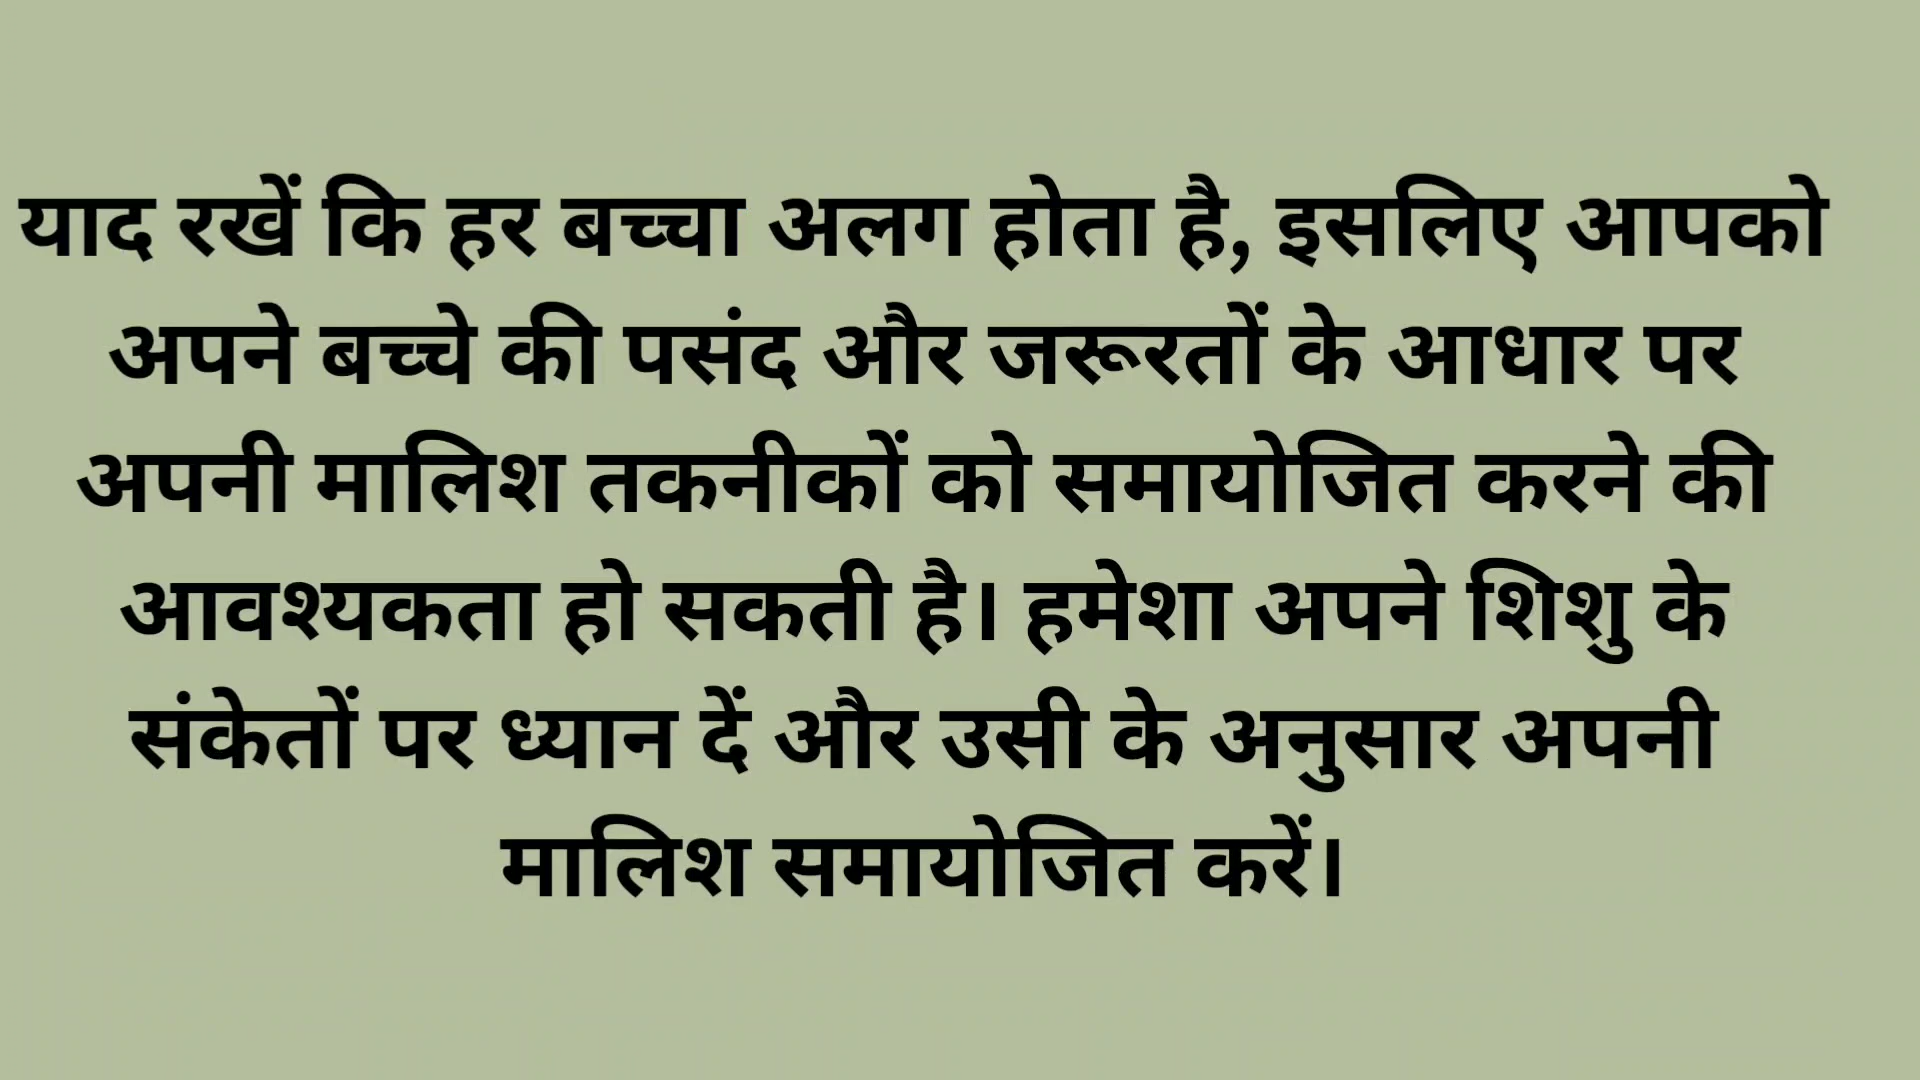 याद रखें कि हर बच्चा अलग होता है, इसलिए आपको
अपने बच्चे की पसंद और जरूरतों के आधार पर
अपनी मालिश तकनीकों को समायोजित करने की
आवश्यकता हो सकती है। हमेशा अपने शिशु के
संकेतों पर ध्यान दें और उसी के अनुसार अपनी
मालिश समायोजित करें।